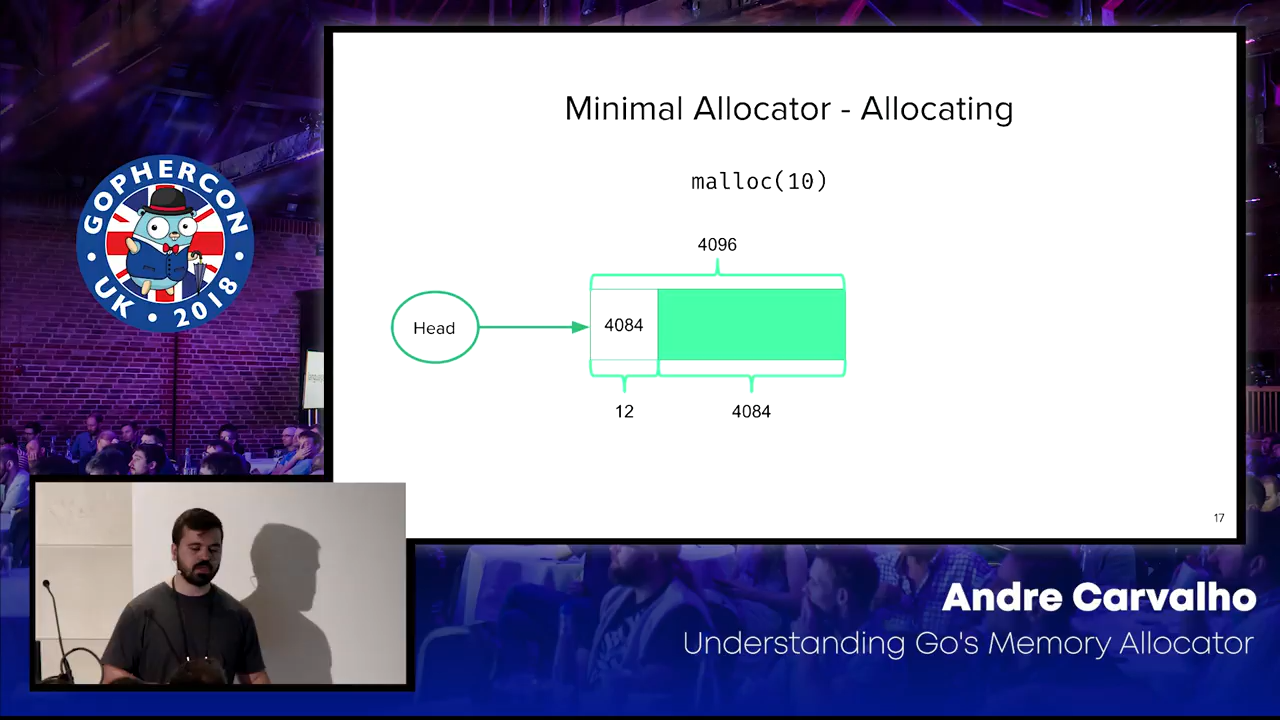 GOPHERCON
UK • 2018
Minimal Allocator - Allocating
malloc(10)
4096
Head
4084
12
4084
17
Andre Carvalho
Understanding Go's Memory Allocator